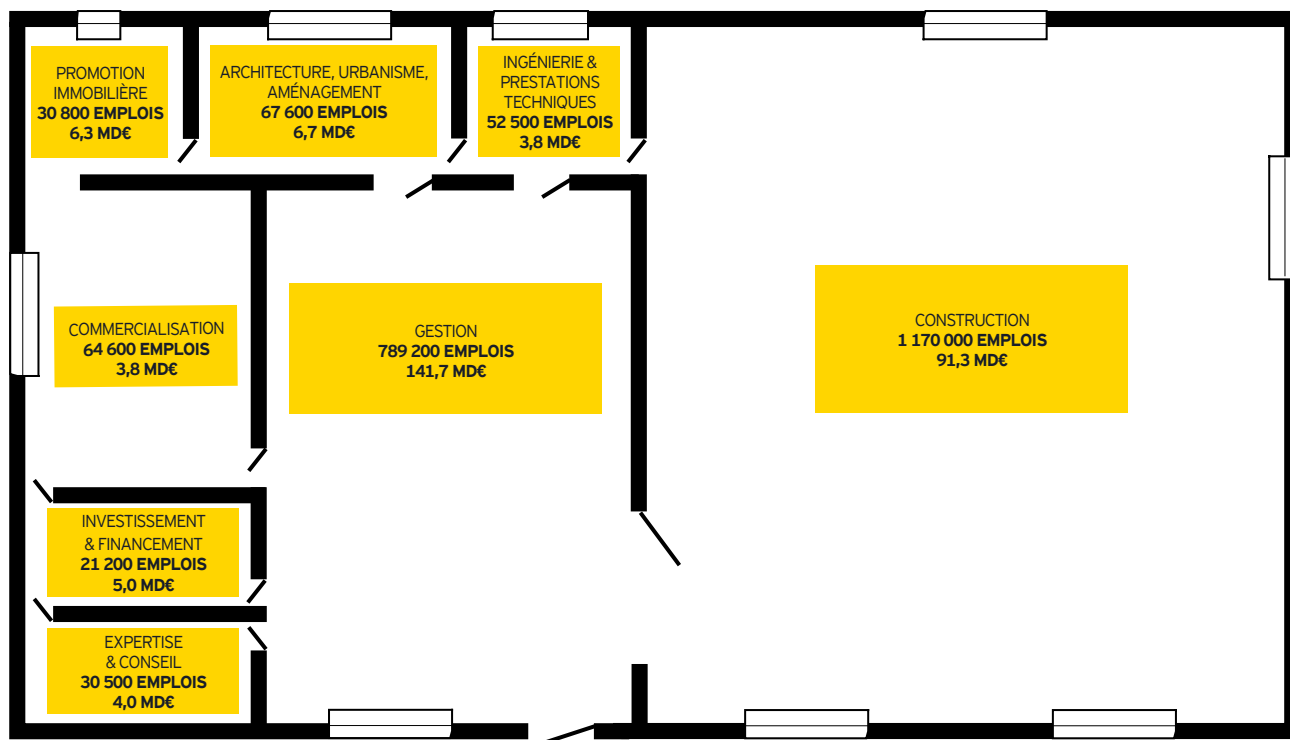 PROMOTION
IMMOBILIÈRE
30 800 EMPLOIS
6,3 MD€
ARCHITECTURE, URBANISME,
AMÉNAGEMENT
67 600 EMPLOIS
6,7 MD€
INGÉNIERIE &
PRESTATIONS
TECHNIQUES
52 500 EMPLOIS
3,8 MD€
COMMERCIALISATION
64 600 EMPLOIS
3,8 MD€
GESTION
789 200 EMPLOIS
141,7 MD€
CONSTRUCTION
1 170 000 EMPLOIS
91,3 MD€
INVESTISSEMENT
& FINANCEMENT
21 200 EMPLOIS
5,0 MD€
EXPERTISE
& CONSEIL
30 500 EMPLOIS
4,0 MD€